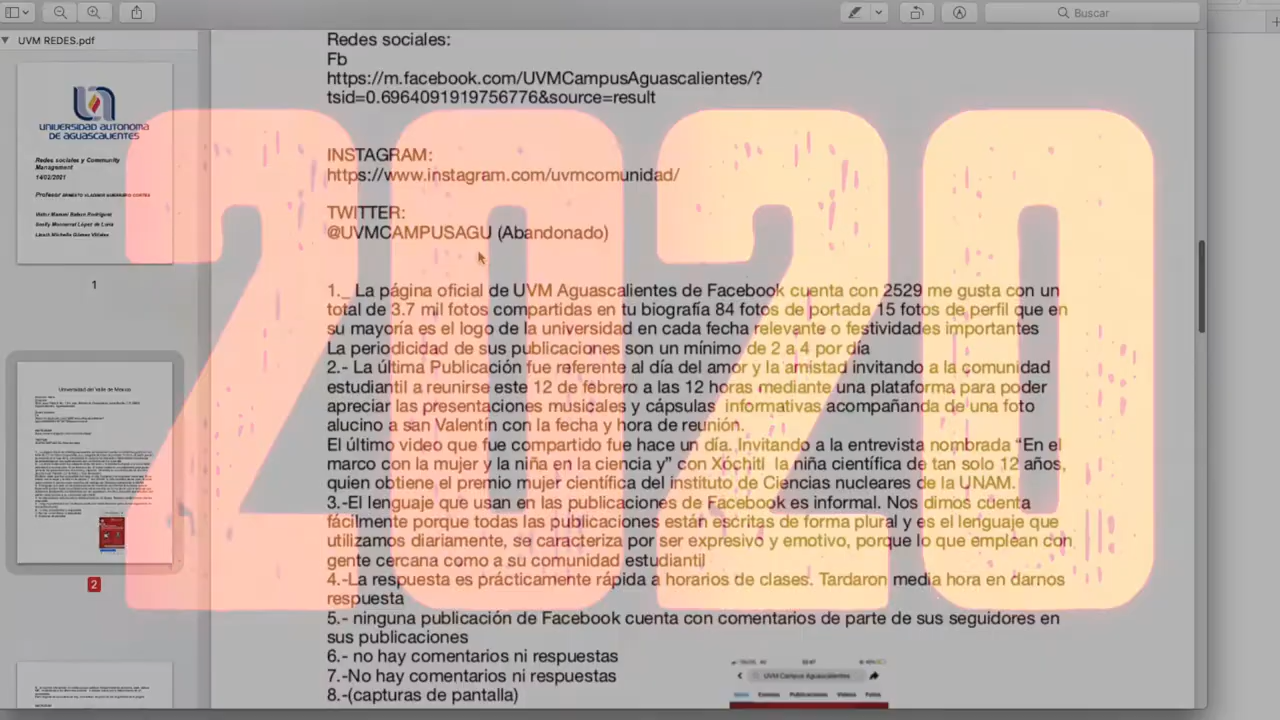 Buscar
UVM REDES.pdf
UNIVERSIDAD AUTONOMA
DE AGUASCALIENTES
Redes sociales y Community
Management
14/02/2021
Profesor
1
Universidad del Valle de México
2
Redes sociales:
Fb
https://m.facebook.com/UVMCampusAguascalientes/?
tsid=0.6964091919756776&source=result
INSTAGRAM:
https://www.instagram.com/uvmcomunidad/
TWITTER:
@UVMCAMPUSAGU (Abandonado)
1._ La página oficial de UVM Aguascalientes de Facebook cuenta con 2529 me gusta con un
total de 3.7 mil fotos compartidas en tu biografía 84 fotos de portada 15 fotos de perfil que en
su mayoría es el logo de la universidad en cada fecha relevante o festividades importantes
La periodicidad de sus publicaciones son un mínimo de 2 a 4 por día
2.- La última Publicación fue referente al día del amor y la amistad invitando a la comunidad
estudiantil a reunirse este 12 de febrero a las 12 horas mediante una plataforma para poder
apreciar las presentaciones musicales y cápsulas informativas acompañanda de una foto
alucino a san Valentín con la fecha y hora de reunión.
El último video que fue compartido fue hace un día. Invitando a la entrevista nombrada “En el
marco con la mujer y la niña en la ciencia y” con Xóchitl la niña científica de tan solo 12 años,
quien obtiene el premio mujer científica del instituto de Ciencias nucleares de la UNAM.
3.-El lenguaje que usan en las publicaciones de Facebook es informal. Nos dimos cuenta
fácilmente porque todas las publicaciones están escritas de forma plural y es el lenguaje que
utilizamos diariamente, se caracteriza por ser expresivo y emotivo, porque lo que emplean con
gente cercana como a su comunidad estudiantil
4.-La respuesta es prácticamente rápida a horarios de clases. Tardaron media hora en darnos
respuesta
5.- ninguna publicación de Facebook cuenta con comentarios de parte de sus seguidores en
sus publicaciones
6.- no hay comentarios ni respuestas
7.-No hay comentarios ni respuestas
8.-(capturas de pantalla)
UVM Campus Aguascalientes
Inicio Eventos Publicaciones Videos Fotos
2020